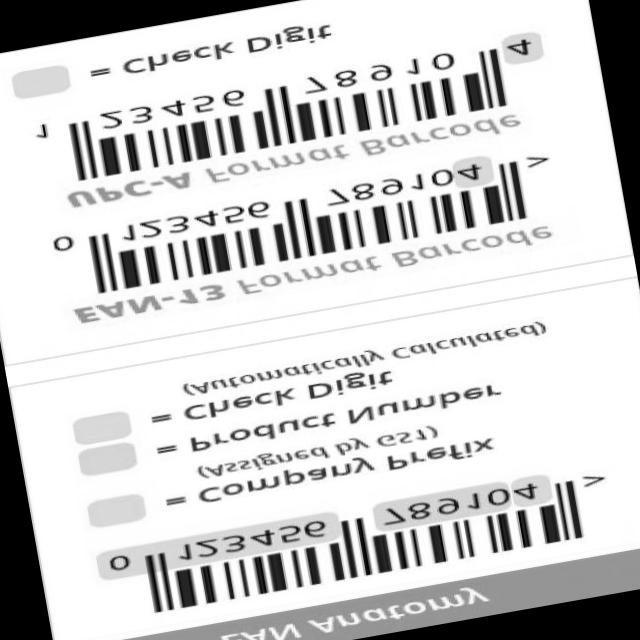 EAN Anatomy
0 123456 789104 >
= Company Prefix
(Assigned by GS1)
= Product Number
= Check Digit
(Automatically Calculated)
EAN-13 Format Barcode
0 123456 789104 >
UPC-A Format Barcode
1 23456 78910 4
= Check Digit